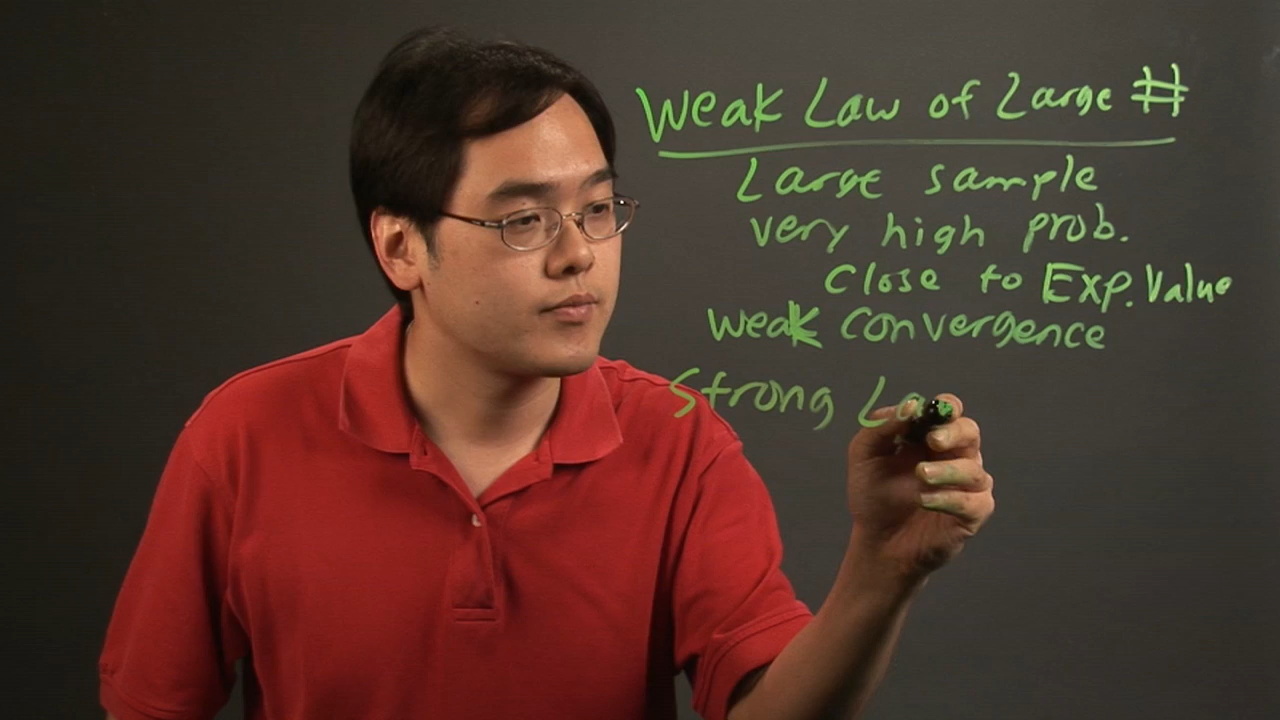 Weak Law of Large #
Large sample
very high prob.
close to Exp. Value
weak convergence
Strong La